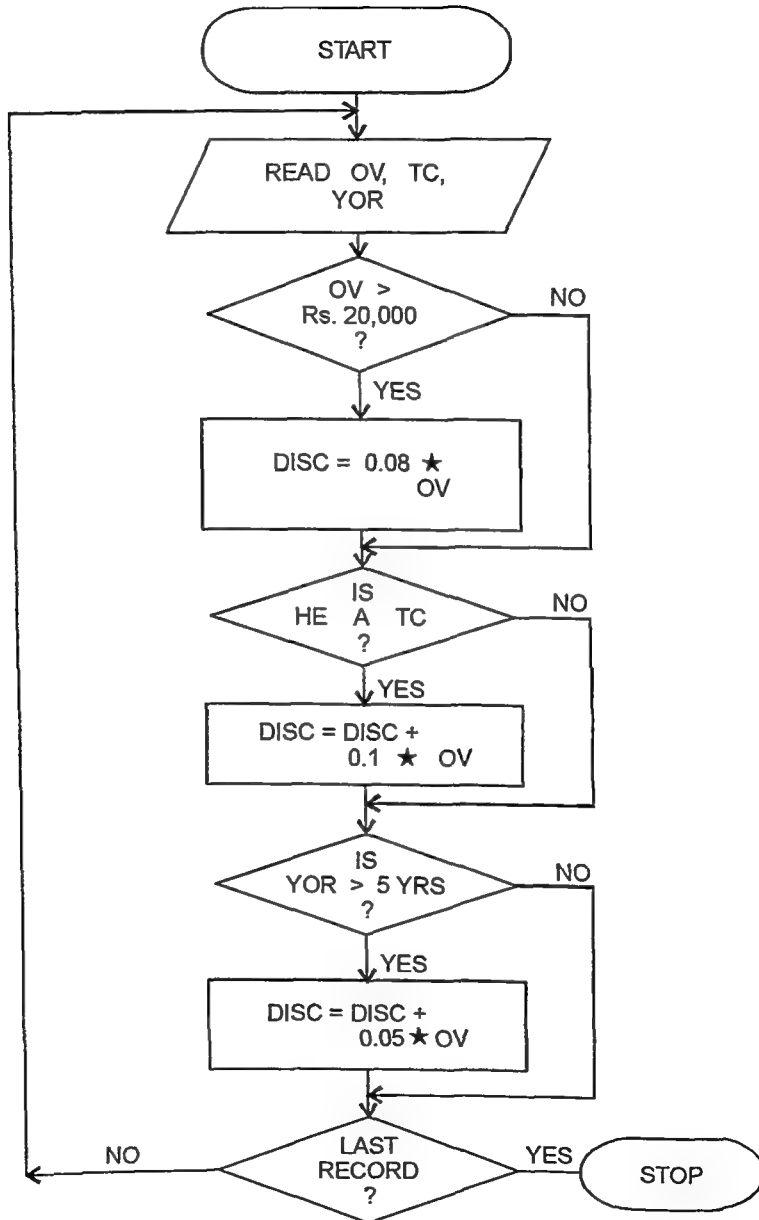 START
READ OV, TC,
YOR
OV >
Rs. 20,000
?
NO
YES
DISC = 0.08 ★
OV
IS
HE A TC
?
NO
YES
DISC = DISC +
0.1 ★ OV
IS
YOR > 5 YRS
?
NO
YES
DISC = DISC +
0.05 ★ OV
LAST
RECORD
?
NO
YES
STOP